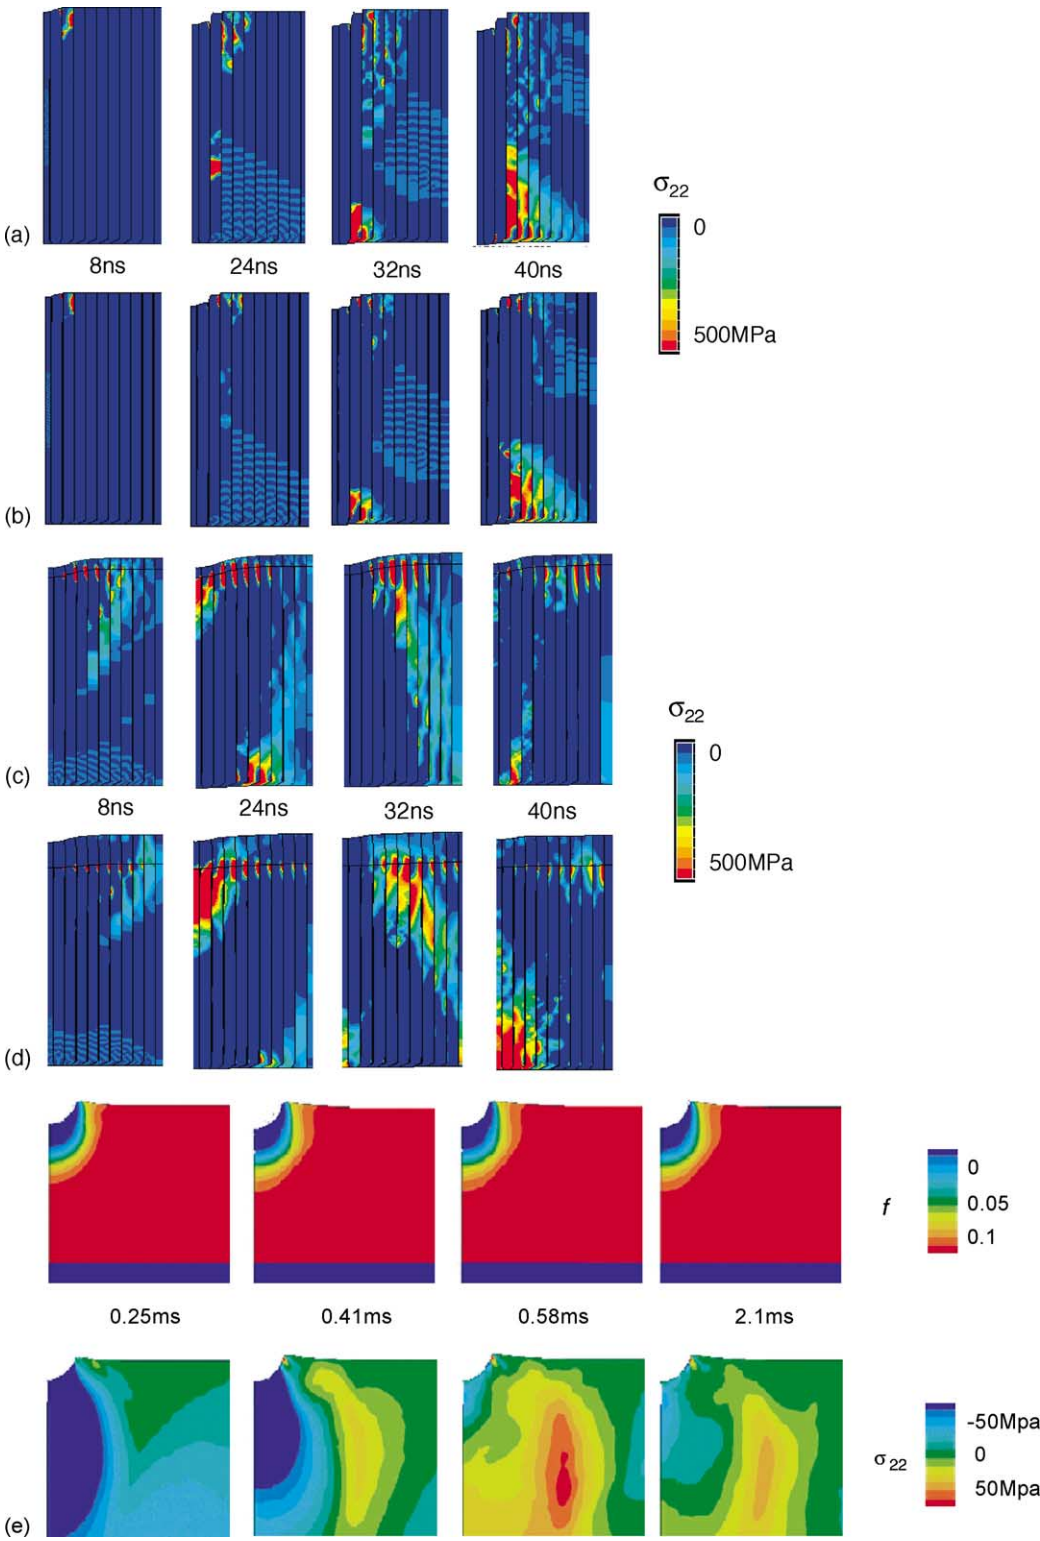 (a)
σ22
0
500MPa
8ns 24ns 32ns 40ns
(b)
(c)
σ22
0
500MPa
8ns 24ns 32ns 40ns
(d)
f
0
0.05
0.1
0.25ms 0.41ms 0.58ms 2.1ms
(e)
σ22
-50Mpa
0
50Mpa